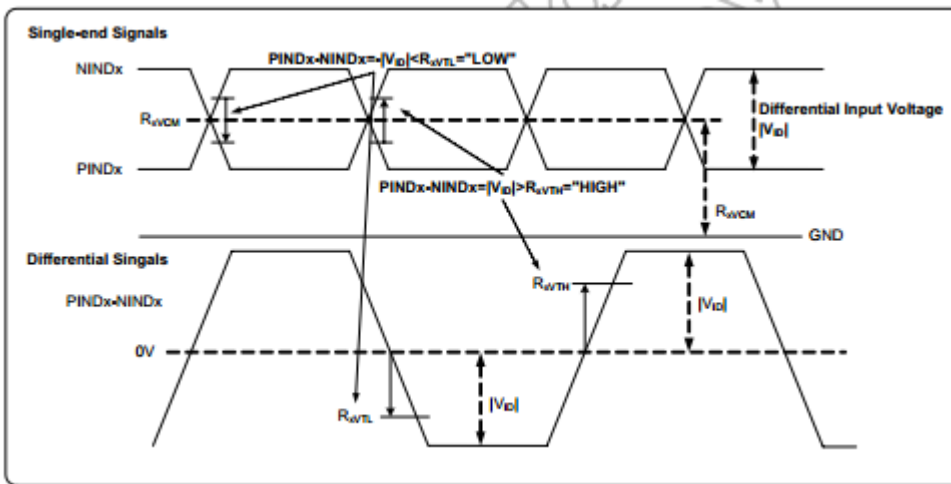 Single-end Signals
PINDx-NINDx=-|VID|<RxVTL="LOW"
NINDx
RxVCM
Differential Input Voltage
|VID|
PINDx
PINDx-NINDx=|VID|>RxVTH="HIGH"
RxVCM
GND
Differential Singals
PINDx-NINDx
RxVTH
|VID|
0V
|VID|
RxVTL